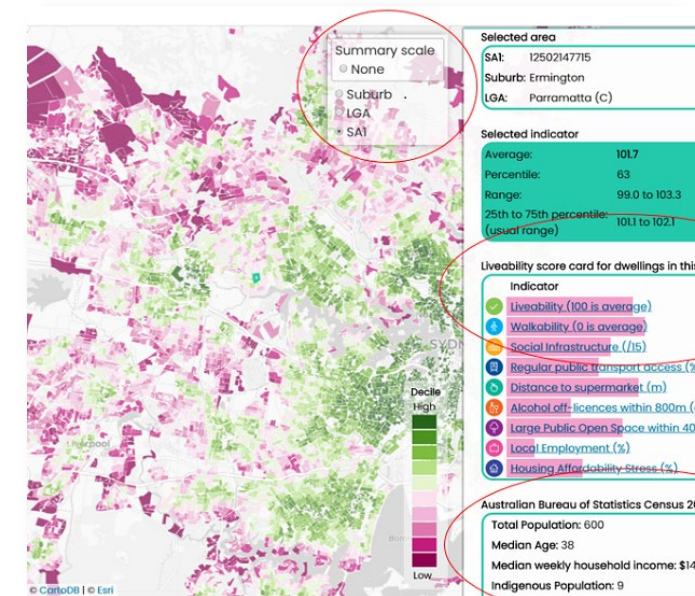 Summary scale
None
Suburb
LGA
SA1
SYDN
Liverpool
Decile
High
Low
© CartoDB | © Esri
Selected area
SA1: 12502147715
Suburb: Ermington
LGA: Parramatta (C)
Selected indicator
Average: 101.7
Percentile: 63
Range: 99.0 to 103.3
25th to 75th percentile: 101.1 to 102.1
(usual range)
Liveability score card for dwellings in this
Indicator
Liveability (100 is average)
Walkability (0 is average)
Social Infrastructure (/15)
Regular public transport access (%
Distance to supermarket (m)
Alcohol off-licences within 800m (
Large Public Open Space within 40
Local Employment (%)
Housing Affordability Stress (%)
Australian Bureau of Statistics Census 20
Total Population: 600
Median Age: 38
Median weekly household income: $14
Indigenous Population: 9